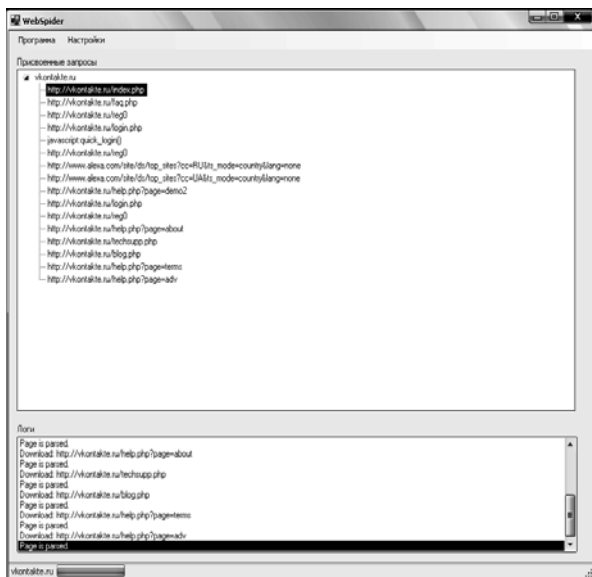 WebSpider
Программа Настройки
Присвоенные запросы
vkontakte.ru
http://vkontakte.ru/index.php
http://vkontakte.ru/faq.php
http://vkontakte.ru/reg0
http://vkontakte.ru/login.php
javascript:quick_login()
http://vkontakte.ru/reg0
http://www.alexa.com/site/ds/top_sites?cc=RU&ts_mode=country&lang=none
http://www.alexa.com/site/ds/top_sites?cc=UA&ts_mode=country&lang=none
http://vkontakte.ru/help.php?page=demo2
http://vkontakte.ru/login.php
http://vkontakte.ru/reg0
http://vkontakte.ru/help.php?page=about
http://vkontakte.ru/techsupp.php
http://vkontakte.ru/blog.php
http://vkontakte.ru/help.php?page=terms
http://vkontakte.ru/help.php?page=adv
Логи
Page is parsed.
Download: http://vkontakte.ru/help.php?page=about
Page is parsed.
Download: http://vkontakte.ru/techsupp.php
Page is parsed.
Download: http://vkontakte.ru/blog.php
Page is parsed.
Download: http://vkontakte.ru/help.php?page=terms
Page is parsed.
Download: http://vkontakte.ru/help.php?page=adv
Page is parsed.
vkontakte.ru